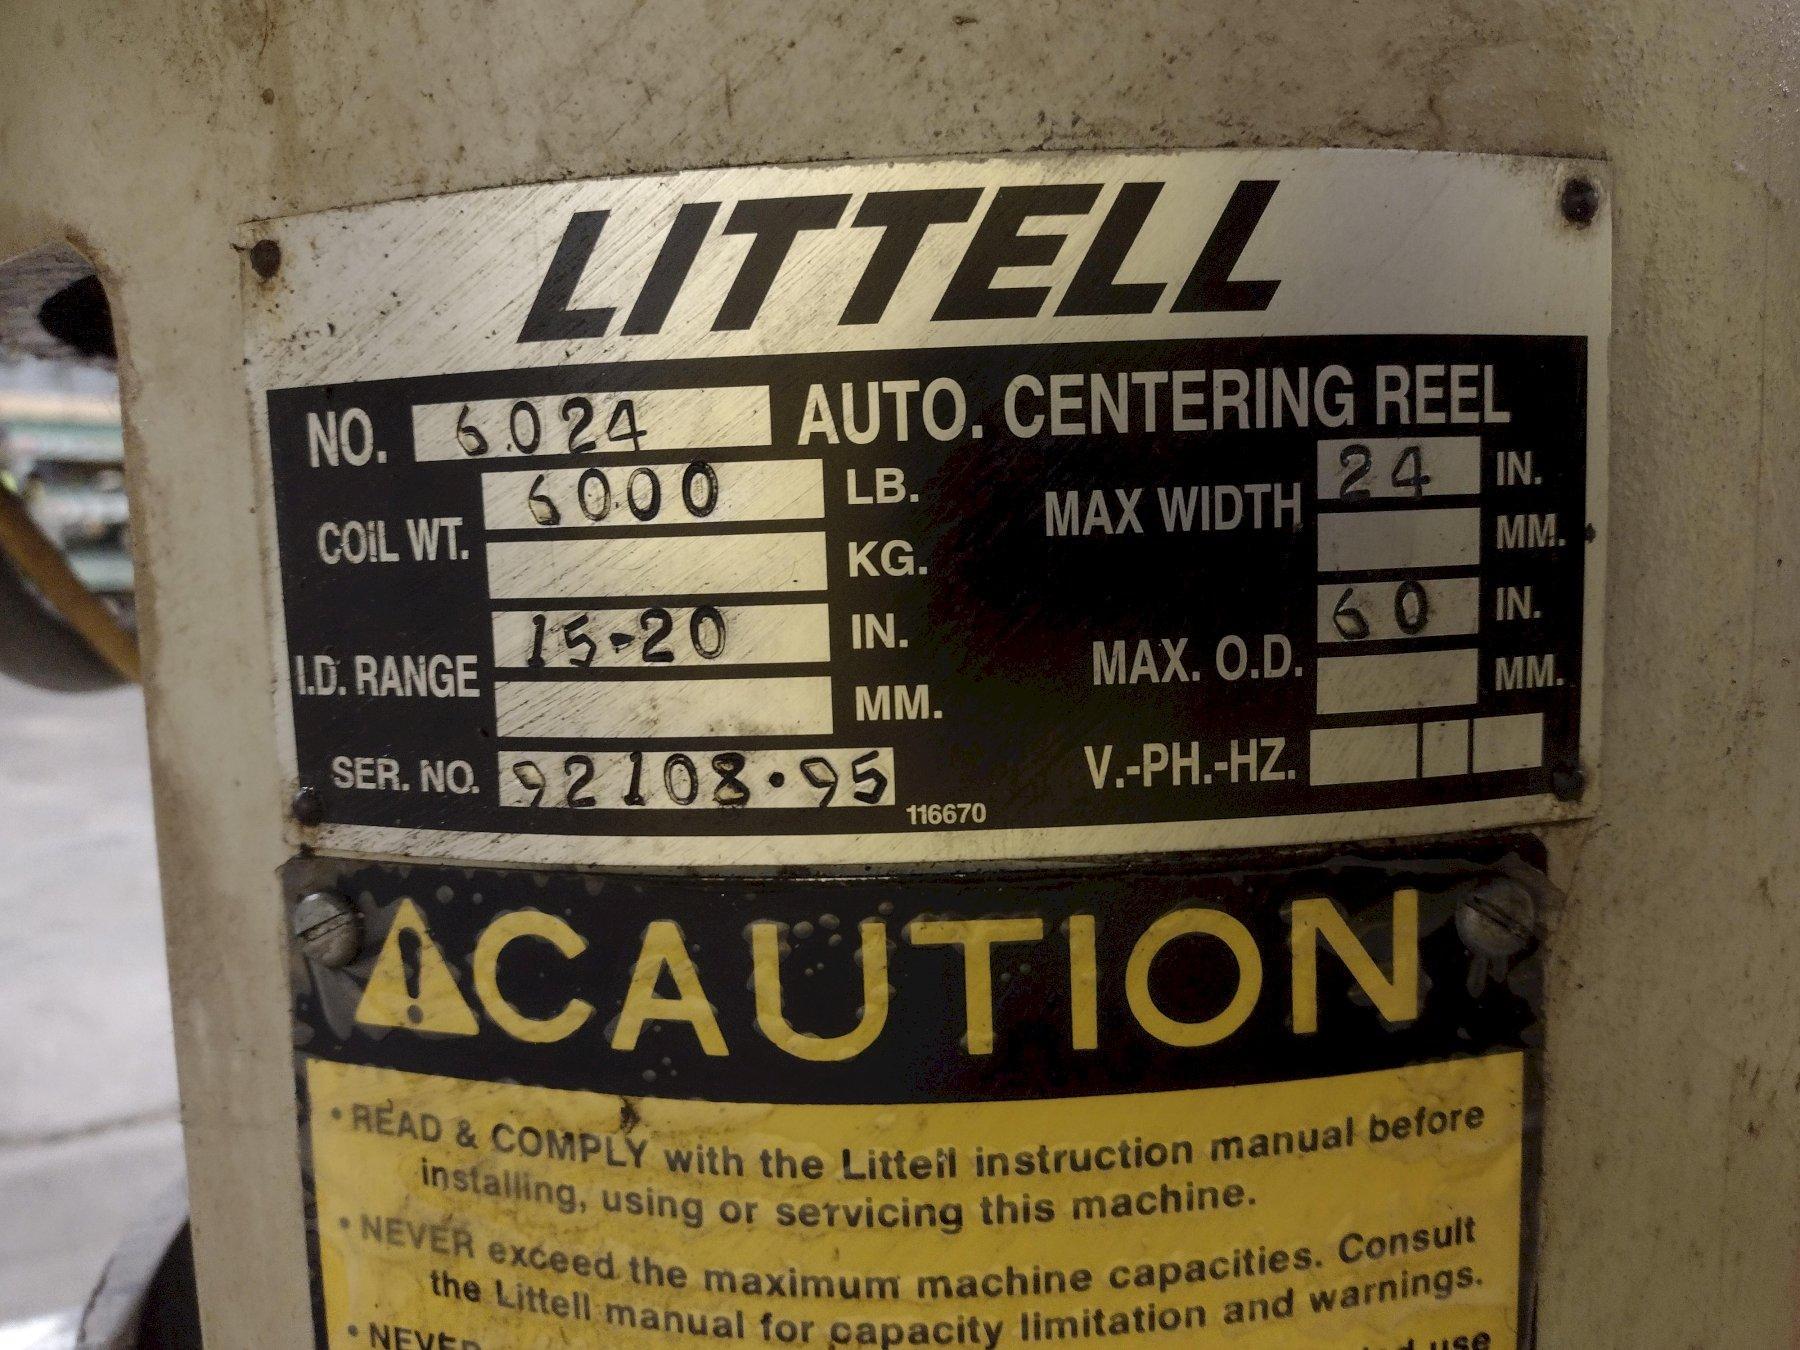 LITTELL
NO. 6024 AUTO. CENTERING REEL
COIL WT. 6000 LB.
KG.
MAX WIDTH 24 IN.
MM.
I.D. RANGE 15-20 IN.
MM.
MAX. O.D. 60 IN.
MM.
SER. NO. 92108·95
116670
V.-PH.-HZ.
CAUTION
• READ & COMPLY with the Littell instruction manual before
installing, using or servicing this machine.
• NEVER exceed the maximum machine capacities. Consult
the Littell manual for capacity limitation and warnings.
• NEVER
use